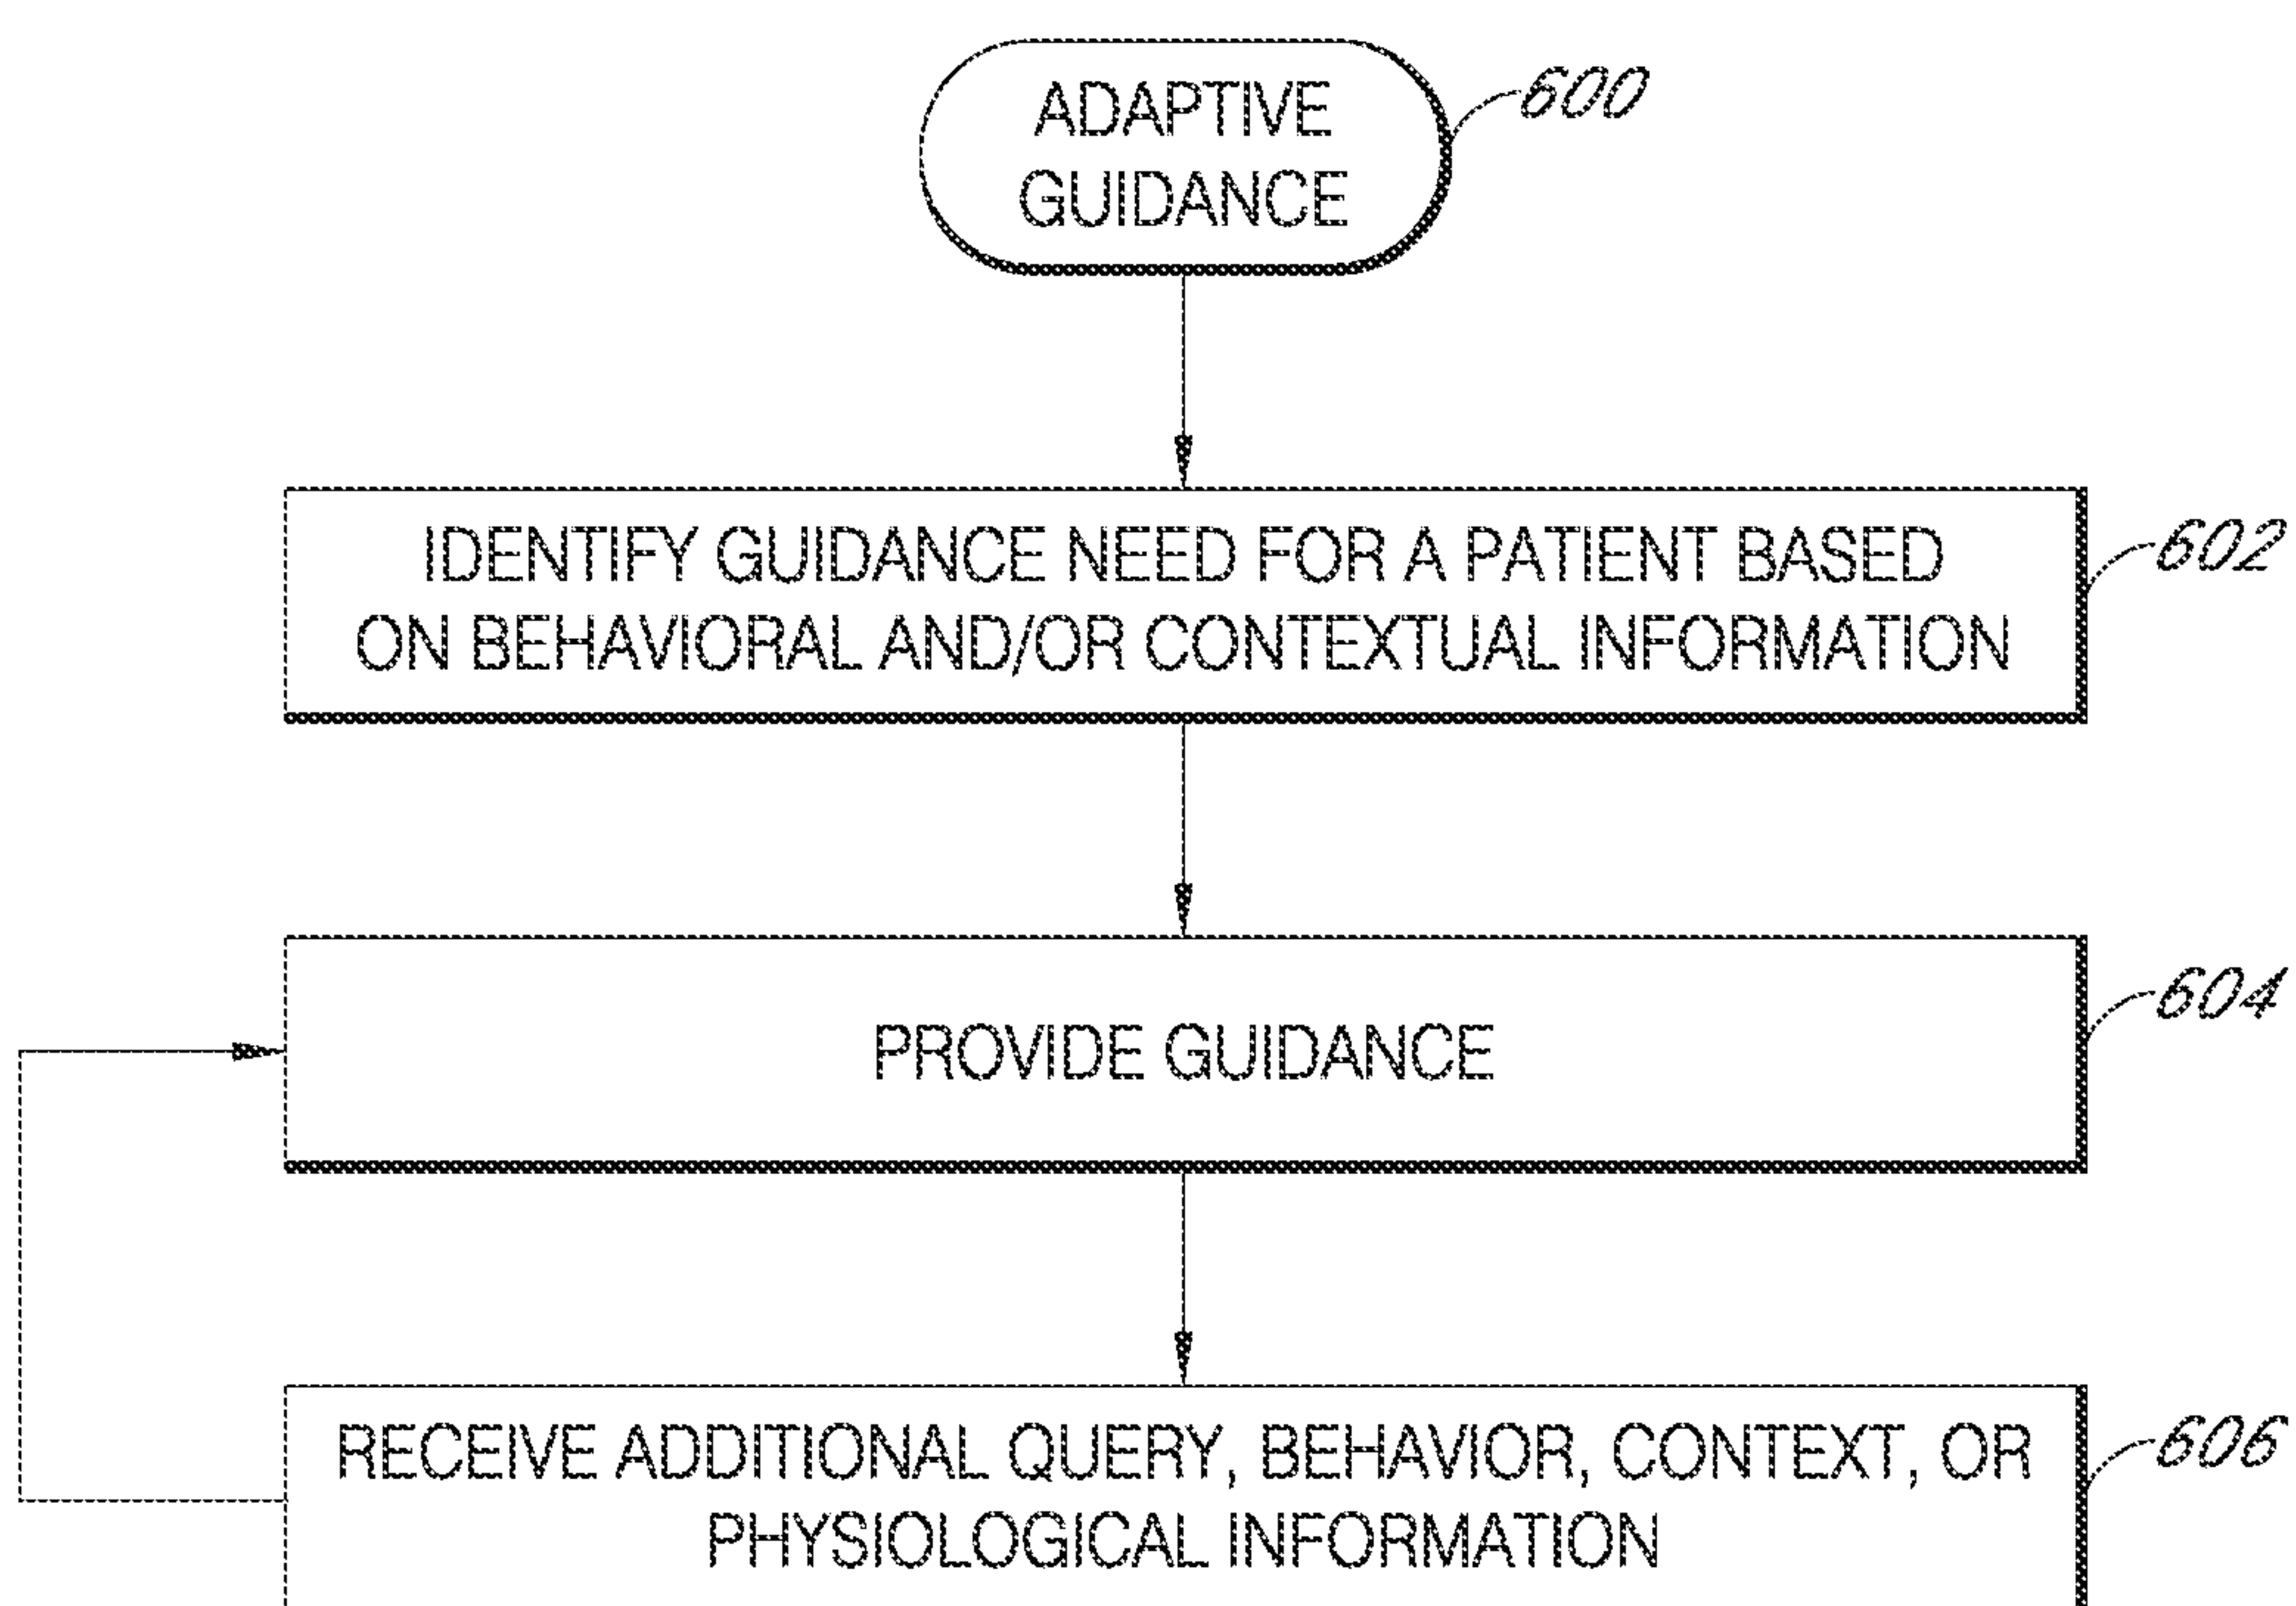 ADAPTIVE
GUIDANCE
600
IDENTIFY GUIDANCE NEED FOR A PATIENT BASED
ON BEHAVIORAL AND/OR CONTEXTUAL INFORMATION
602
PROVIDE GUIDANCE
604
RECEIVE ADDITIONAL QUERY, BEHAVIOR, CONTEXT, OR
PHYSIOLOGICAL INFORMATION
606